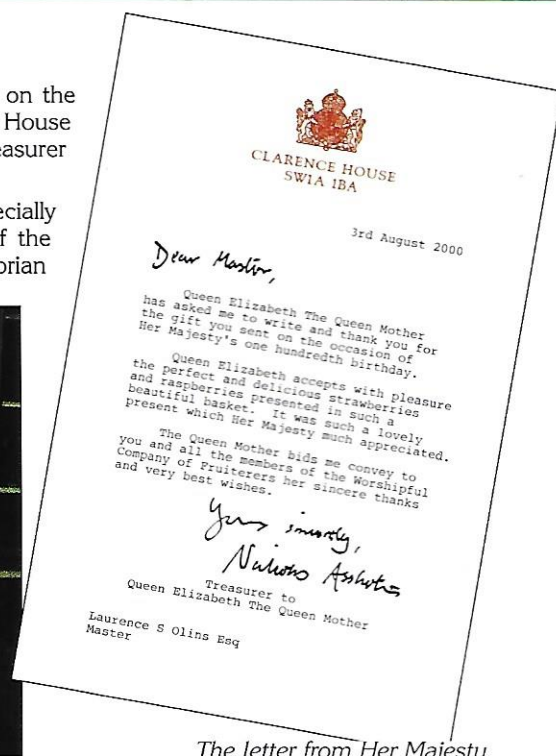 on the
House
easurer
ecially
f the
orian
CLARENCE HOUSE
SW1A 1BA
3rd August 2000
Dear Master,
Queen Elizabeth The Queen Mother
has asked me to write and thank you for
the gift you sent on the occasion of
Her Majesty's one hundredth birthday.
Queen Elizabeth accepts with pleasure
the perfect and delicious strawberries
and raspberries presented in such a
beautiful basket. It was such a lovely
present which Her Majesty much appreciated.
The Queen Mother bids me convey to
you and all the members of the Worshipful
Company of Fruiterers her sincere thanks
and very best wishes.
Yours sincerely,
Nicholas Assheton
Treasurer to
Queen Elizabeth The Queen Mother
Laurence S Olins Esq
Master
The letter from Her Majesty